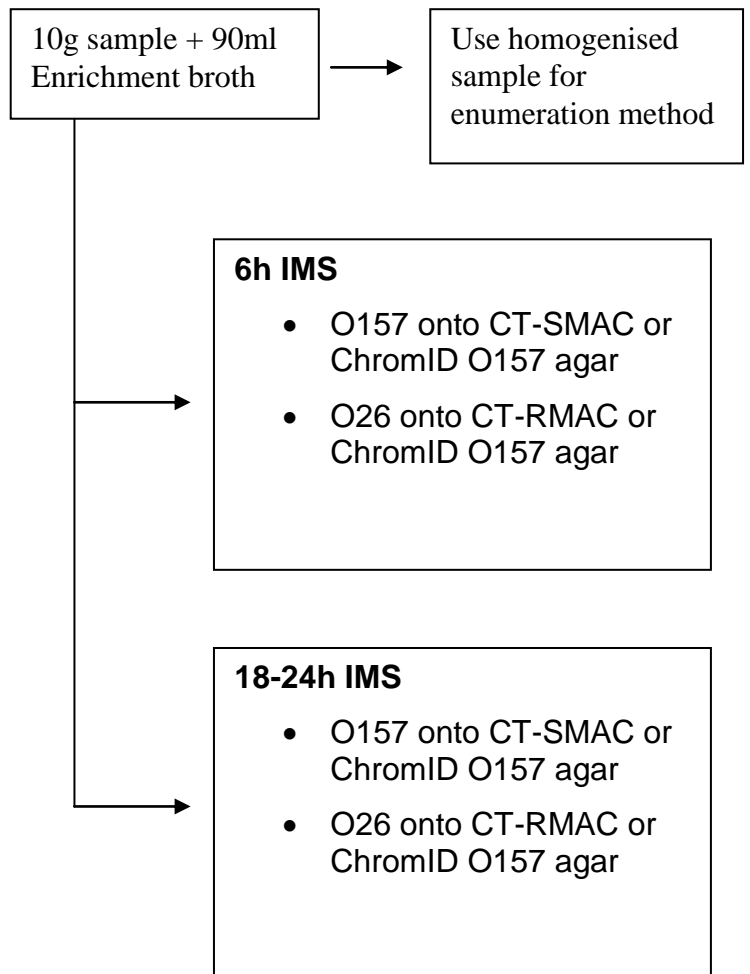 10g sample + 90ml
Enrichment broth
Use homogenised
sample for
enumeration method
6h IMS
• O157 onto CT-SMAC or
ChromID O157 agar
• O26 onto CT-RMAC or
ChromID O157 agar
18-24h IMS
• O157 onto CT-SMAC or
ChromID O157 agar
• O26 onto CT-RMAC or
ChromID O157 agar